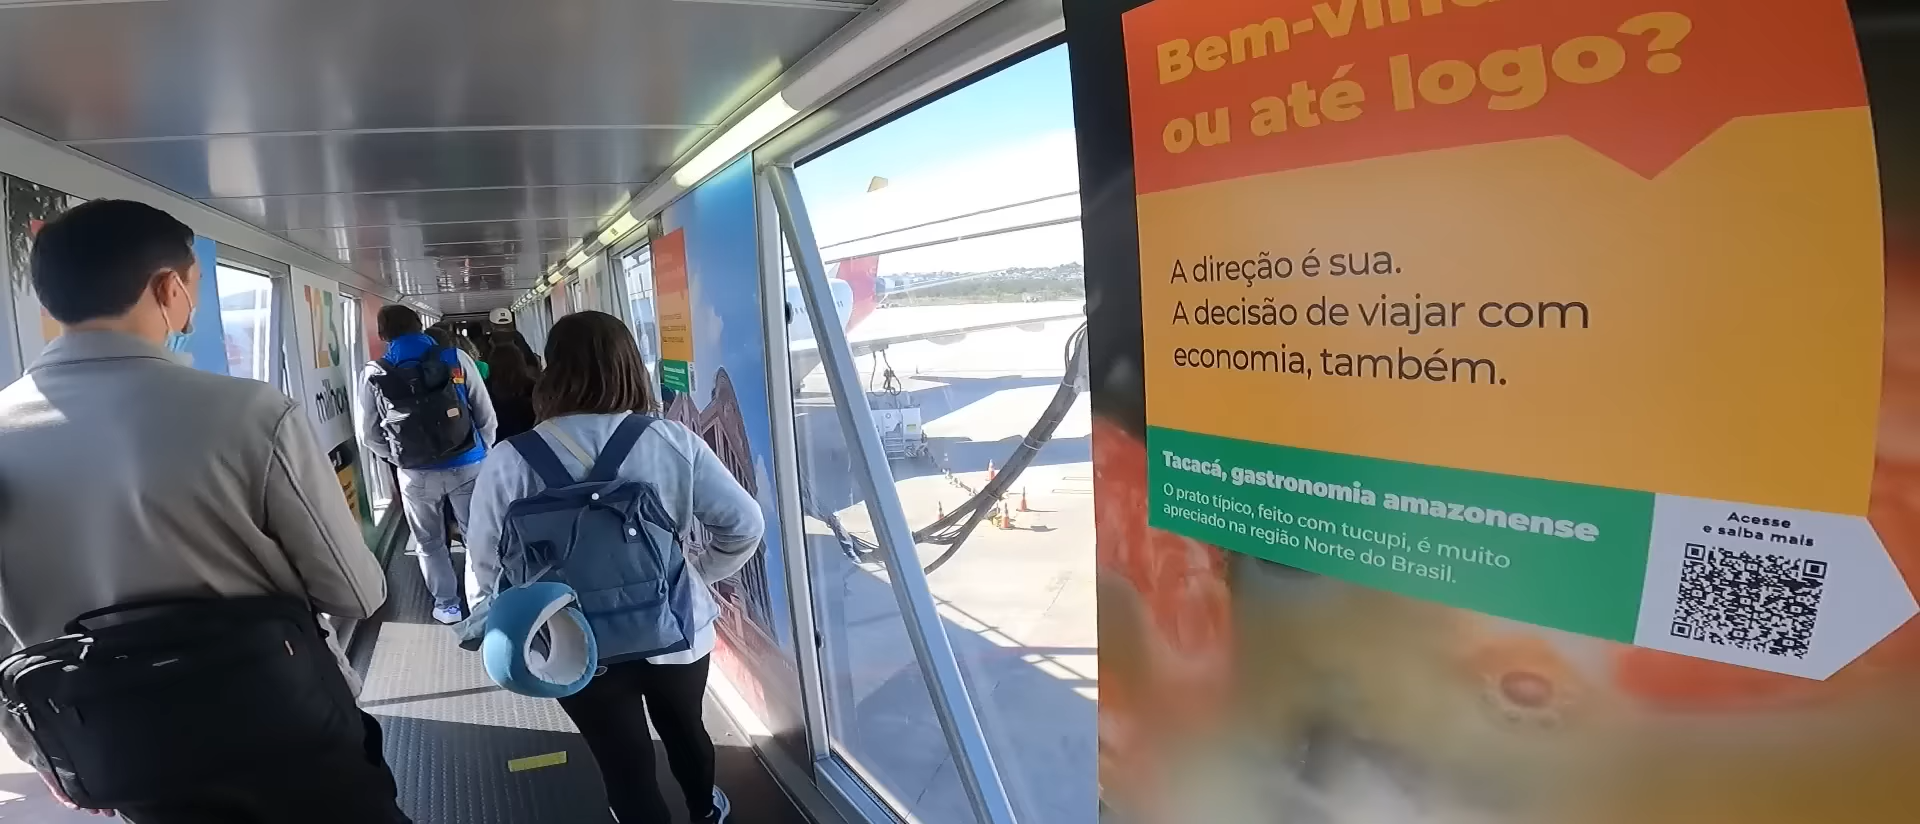 ou até logo?
A direção é sua.
A decisão de viajar com
economia, também.
Tacacá, gastronomia amazonense
O prato típico, feito com tucupi, é muito
apreciado na região Norte do Brasil.
Acesse
e saiba mais
123